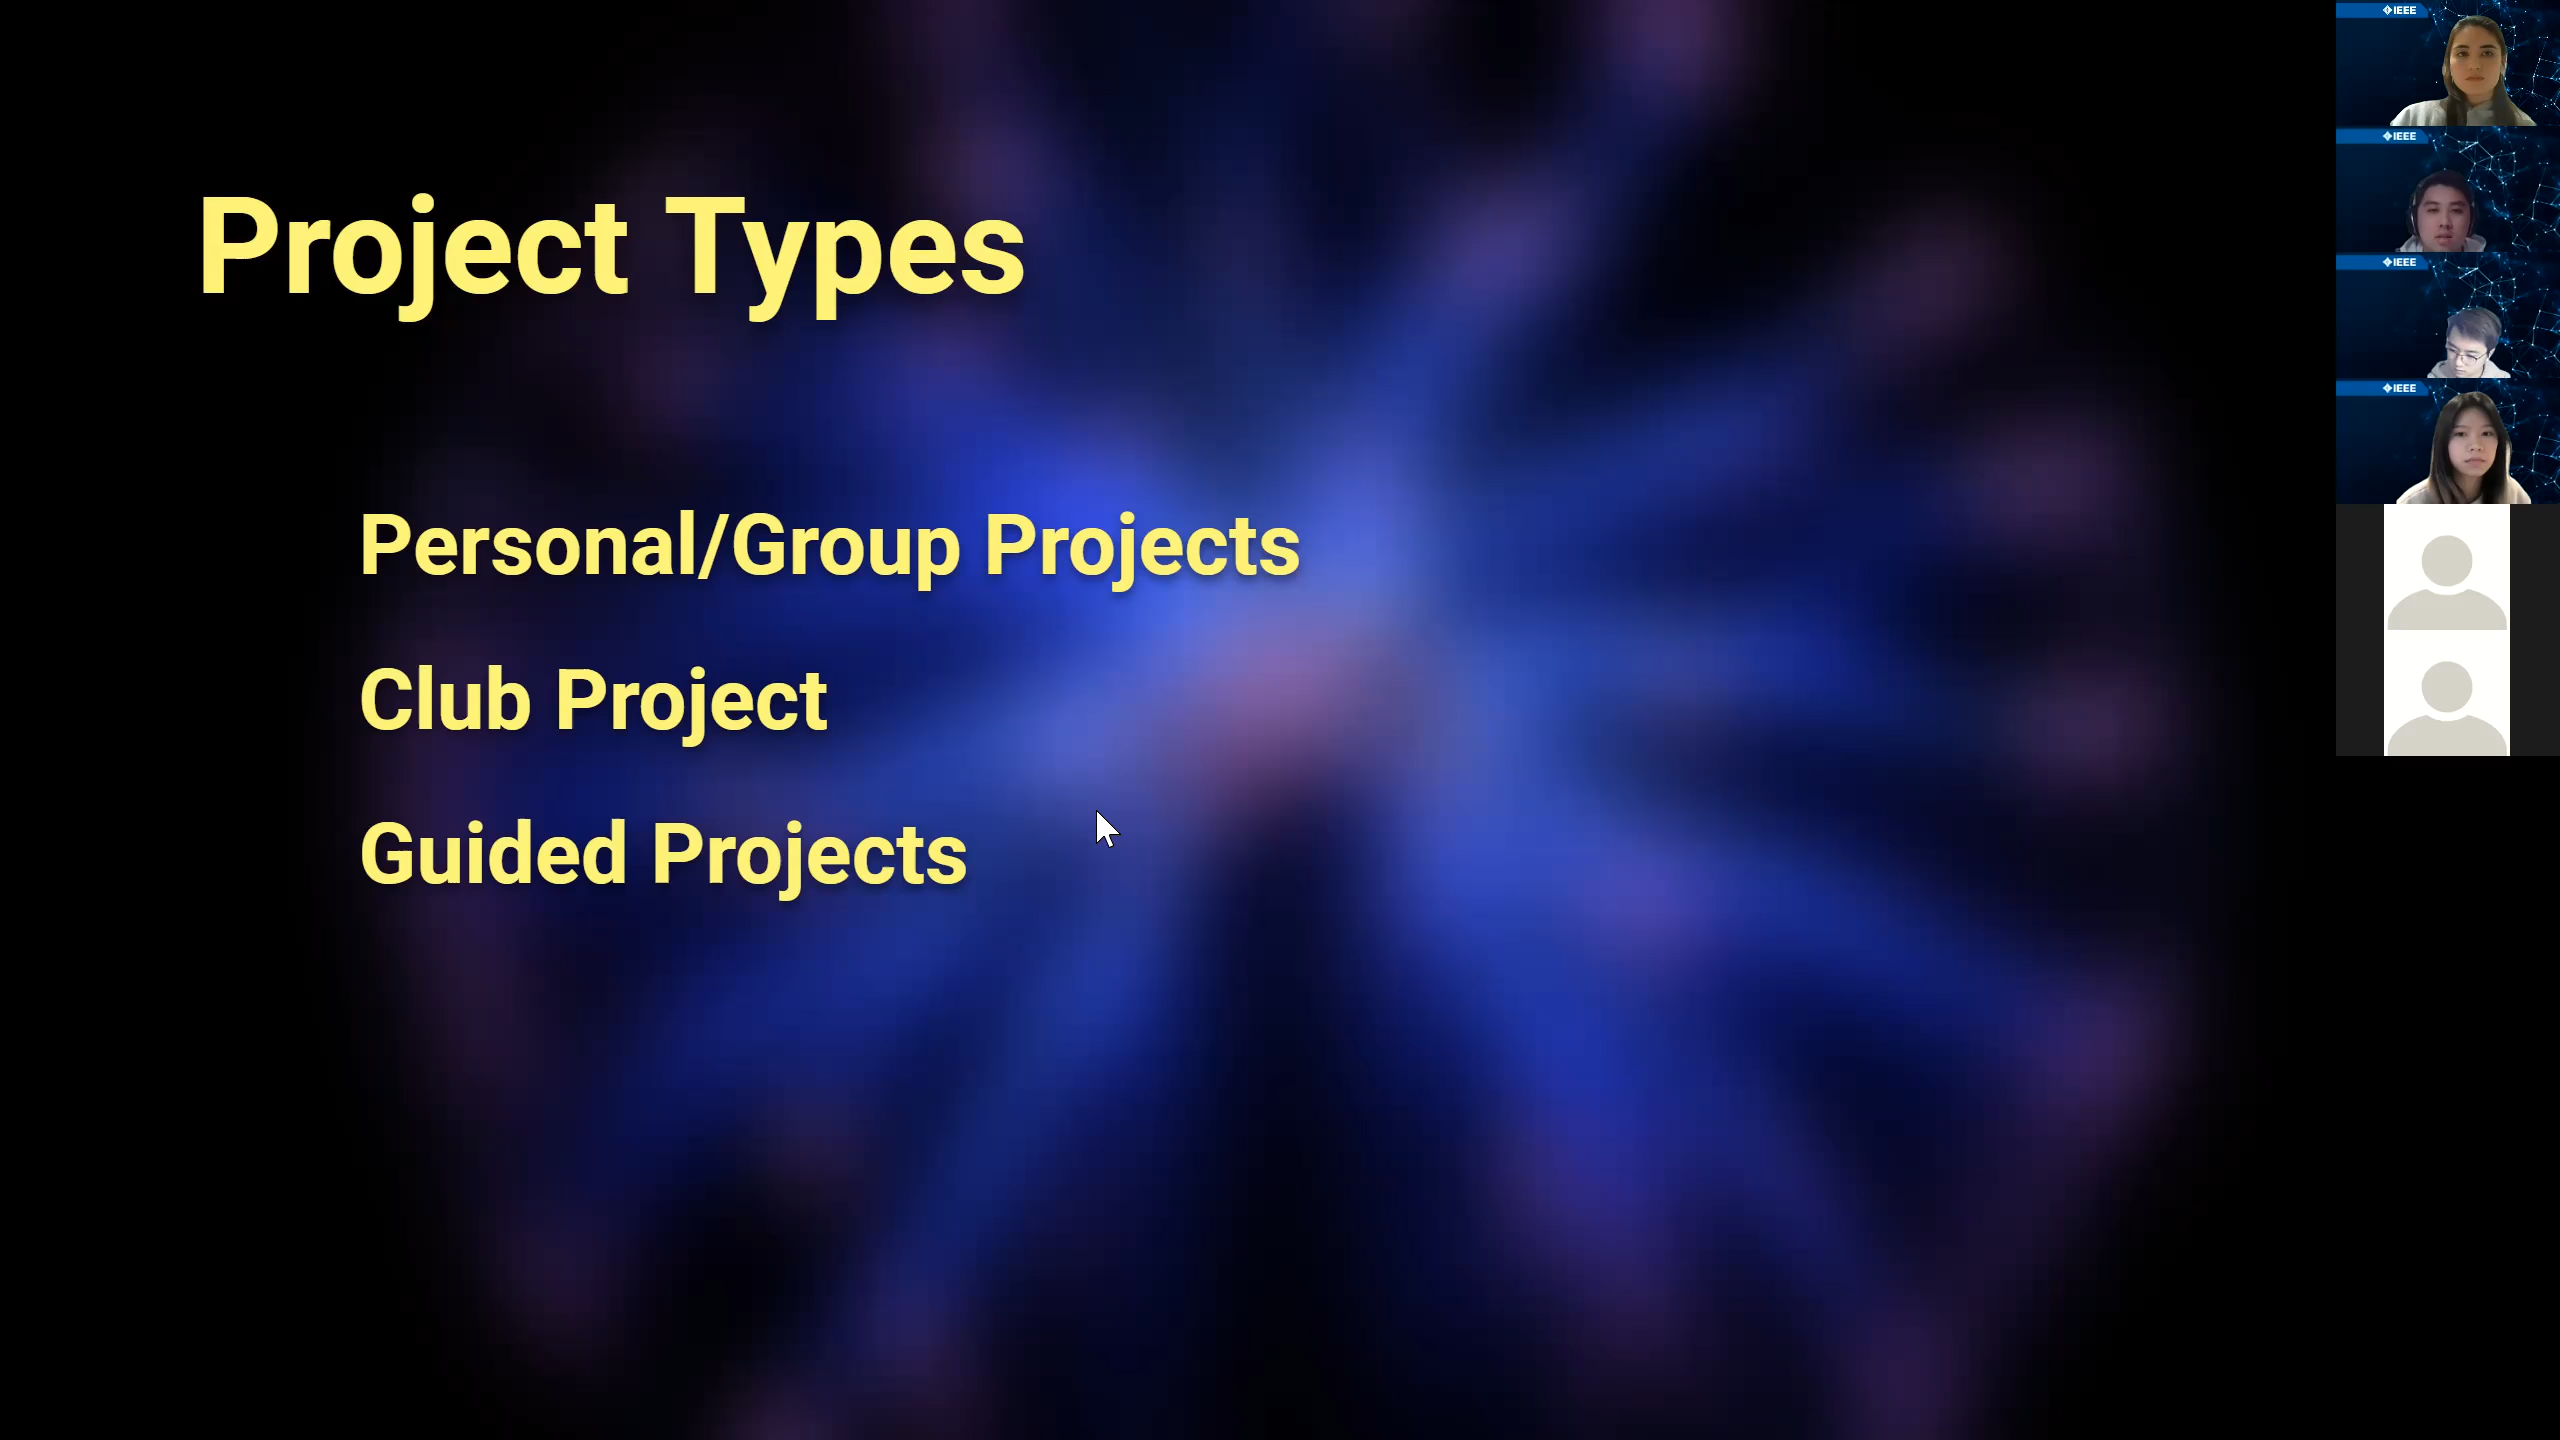 Project Types
Personal/Group Projects
Club Project
Guided Projects
IEEE
IEEE
IEEE
IEEE